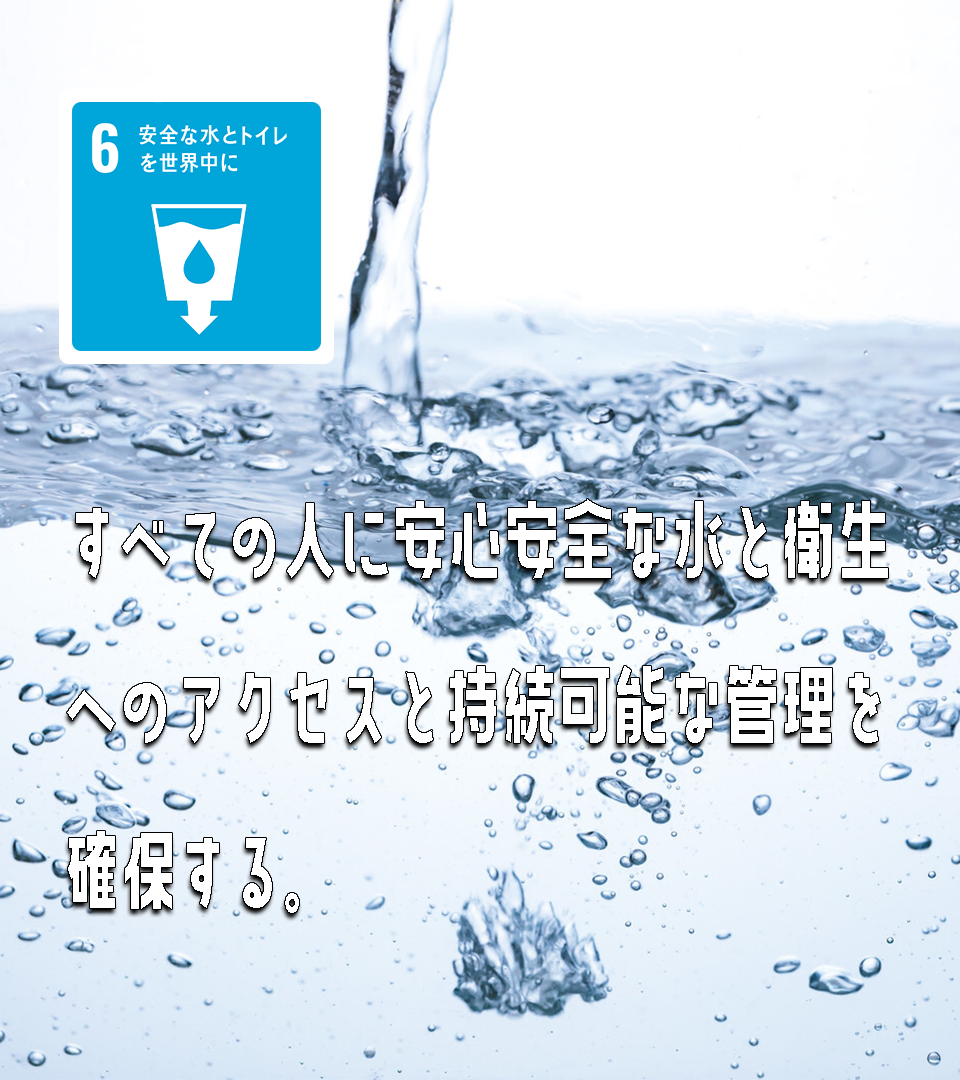 6
安全な水とトイレ
を世界中に
すべての人に安心安全な水と衛生
へのアクセスと持続可能な管理を
確保する。